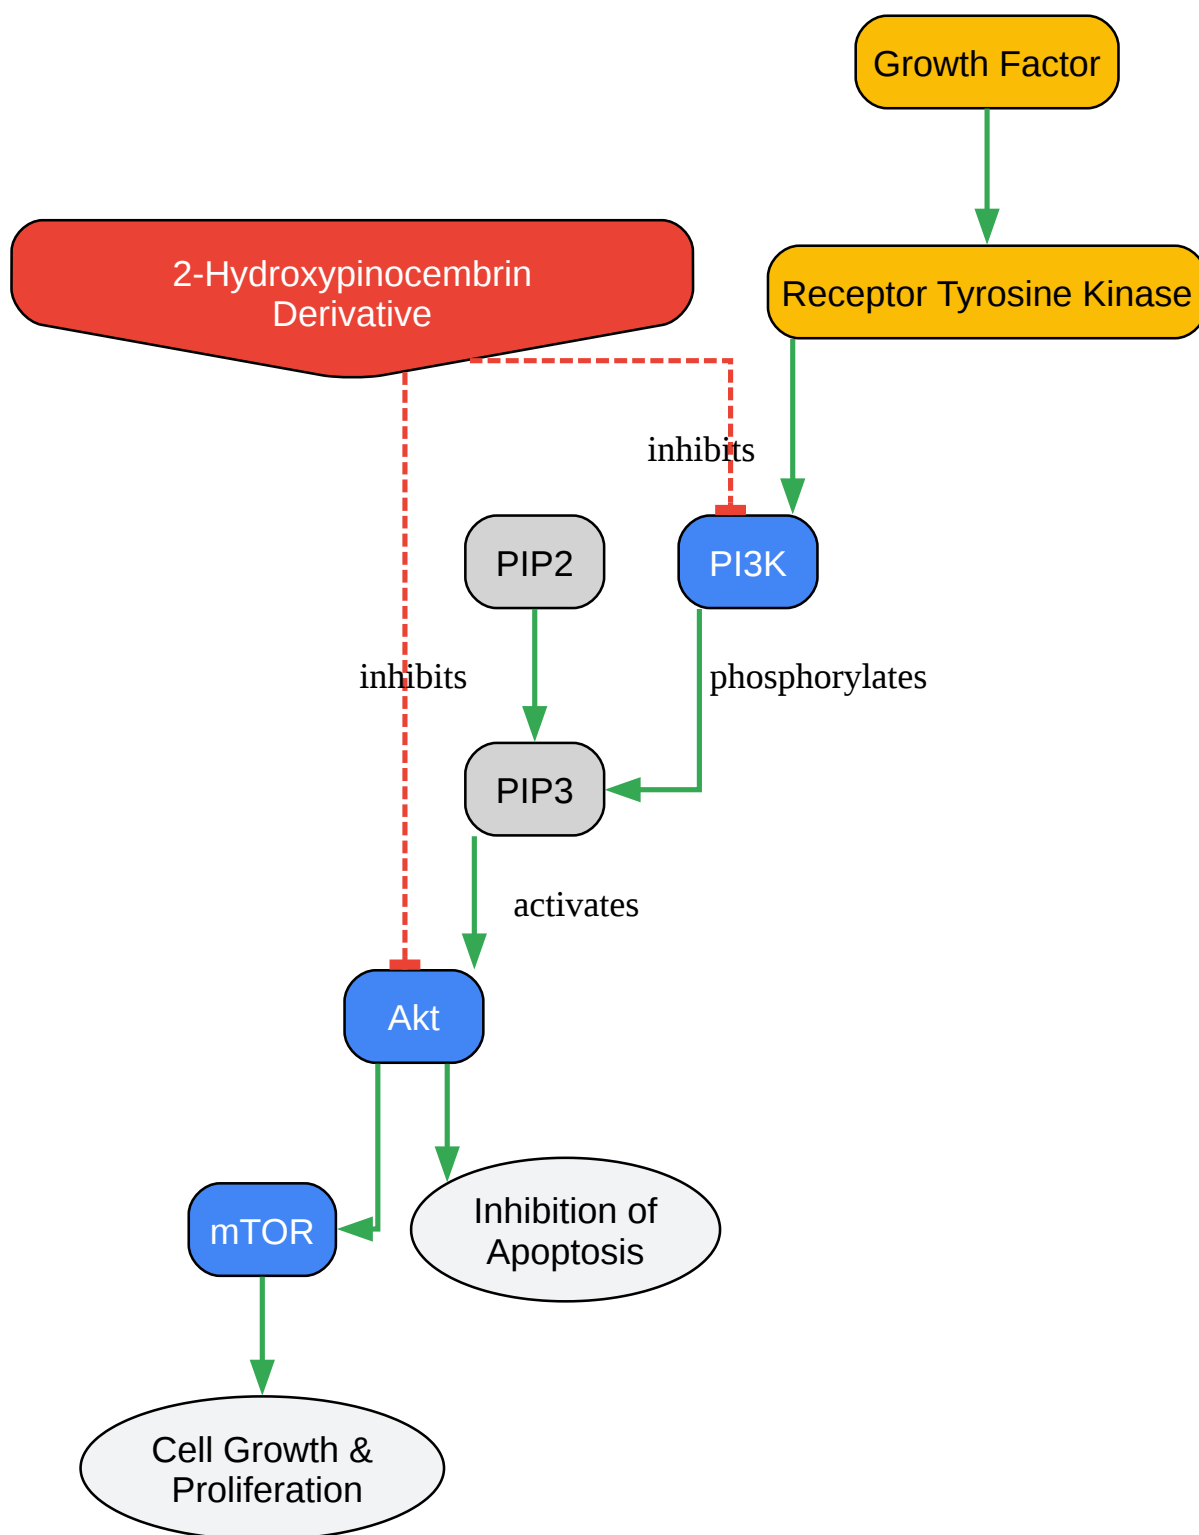 Growth Factor
2-Hydroxypinocembrin
Derivative
Receptor Tyrosine Kinase
inhibits
PIP2
PI3K
inhibits
phosphorylates
PIP3
activates
Akt
mTOR
Inhibition of
Apoptosis
Cell Growth &
Proliferation